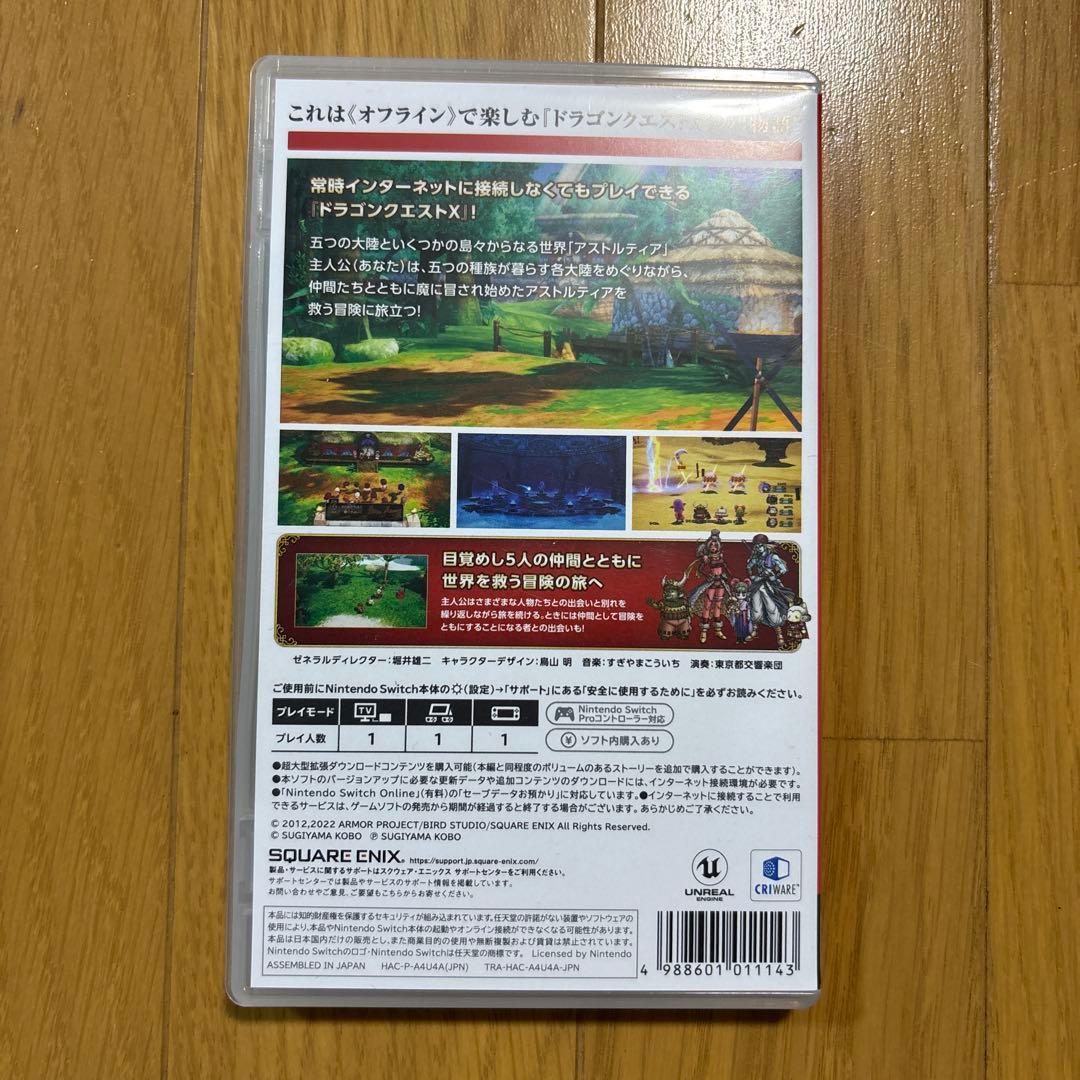 これは《オフライン》で楽しむ『ドラゴンクエストX』の物語
常時インターネットに接続しなくてもプレイできる
『ドラゴンクエストX』!
五つの大陸といくつかの島々からなる世界「アストルティア」
主人公(あなた)は、五つの種族が暮らす各大陸をめぐりながら、
仲間たちとともに魔に冒され始めたアストルティアを
救う冒険に旅立つ!
目覚めし5人の仲間とともに
世界を救う冒険の旅へ
主人公はさまざまな人物たちとの出会いと別れを
繰り返しながら旅を続ける。ときには仲間として冒険を
ともにすることになる者との出会いも!
ゼネラルディレクター:堀井雄二 キャラクターデザイン:鳥山 明 音楽:すぎやまこういち 演奏:東京都交響楽団
ご使用前にNintendo Switch本体の(設定)→「サポート」にある「安全に使用するために」を必ずお読みください。
プレイモード TV
Nintendo Switch
Proコントローラー対応
プレイ人数 1 1 1
¥ ソフト内購入あり
●超大型拡張ダウンロードコンテンツを購入可能(本編と同程度のボリュームのあるストーリーを追加で購入することができます)。
●本ソフトのバージョンアップに必要な更新データや追加コンテンツのダウンロードには、インターネット接続環境が必要です。
●「Nintendo Switch Online」(有料)の「セーブデータお預かり」に対応しています。●インターネットに接続することで利用
できるサービスは、ゲームソフトの発売から期間が経過すると終了する場合がございます。あらかじめご了承ください。
© 2012,2022 ARMOR PROJECT/BIRD STUDIO/SQUARE ENIX All Rights Reserved.
© SUGIYAMA KOBO ℗ SUGIYAMA KOBO
SQUARE ENIX. https://support.jp.square-enix.com/
製品・サービスに関するサポートはスクウェア・エニックス サポートセンターをご利用ください。
サポートセンターでは製品やサービスのサポート情報を掲載しています。
お問い合わせやご意見、ご要望もこちらからお寄せください。
UNREAL
ENGINE
CRIWARE
本品には知的財産権を保護するセキュリティが組み込まれています。任天堂の許諾がない装置やソフトウェアの
使用により、本品やNintendo Switch本体の起動やオンライン接続ができなくなる可能性があります。
本品は日本国内だけの販売とし、また商業目的の使用や無断複製および賃貸は禁止されています。
Nintendo Switchのロゴ・Nintendo Switchは任天堂の商標です。 Licensed by Nintendo
ASSEMBLED IN JAPAN HAC-P-A4U4A(JPN) TRA-HAC-A4U4A-JPN
4 988601 011143